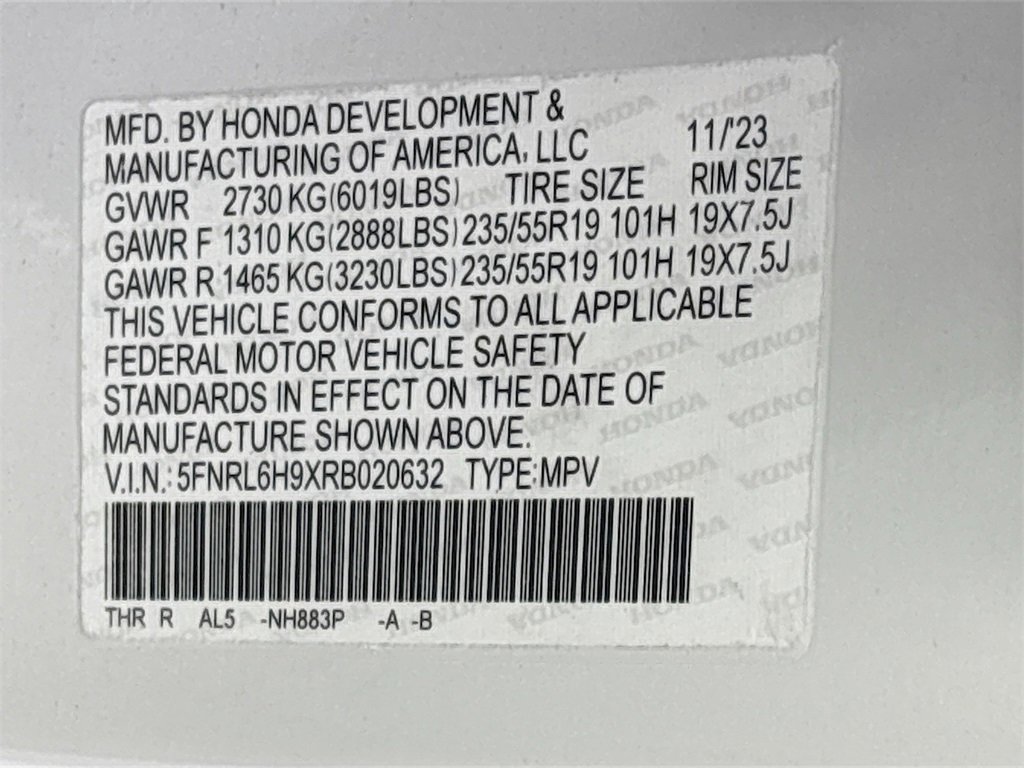 MFD. BY HONDA DEVELOPMENT &
MANUFACTURING OF AMERICA, LLC 11/'23
GVWR 2730 KG(6019LBS) TIRE SIZE RIM SIZE
GAWR F 1310 KG(2888LBS) 235/55R19 101H 19X7.5J
GAWR R 1465 KG(3230LBS) 235/55R19 101H 19X7.5J
THIS VEHICLE CONFORMS TO ALL APPLICABLE
FEDERAL MOTOR VEHICLE SAFETY
STANDARDS IN EFFECT ON THE DATE OF
MANUFACTURE SHOWN ABOVE.
V.I.N.: 5FNRL6H9XRB020632 TYPE:MPV
THR R AL5 -NH883P -A -B